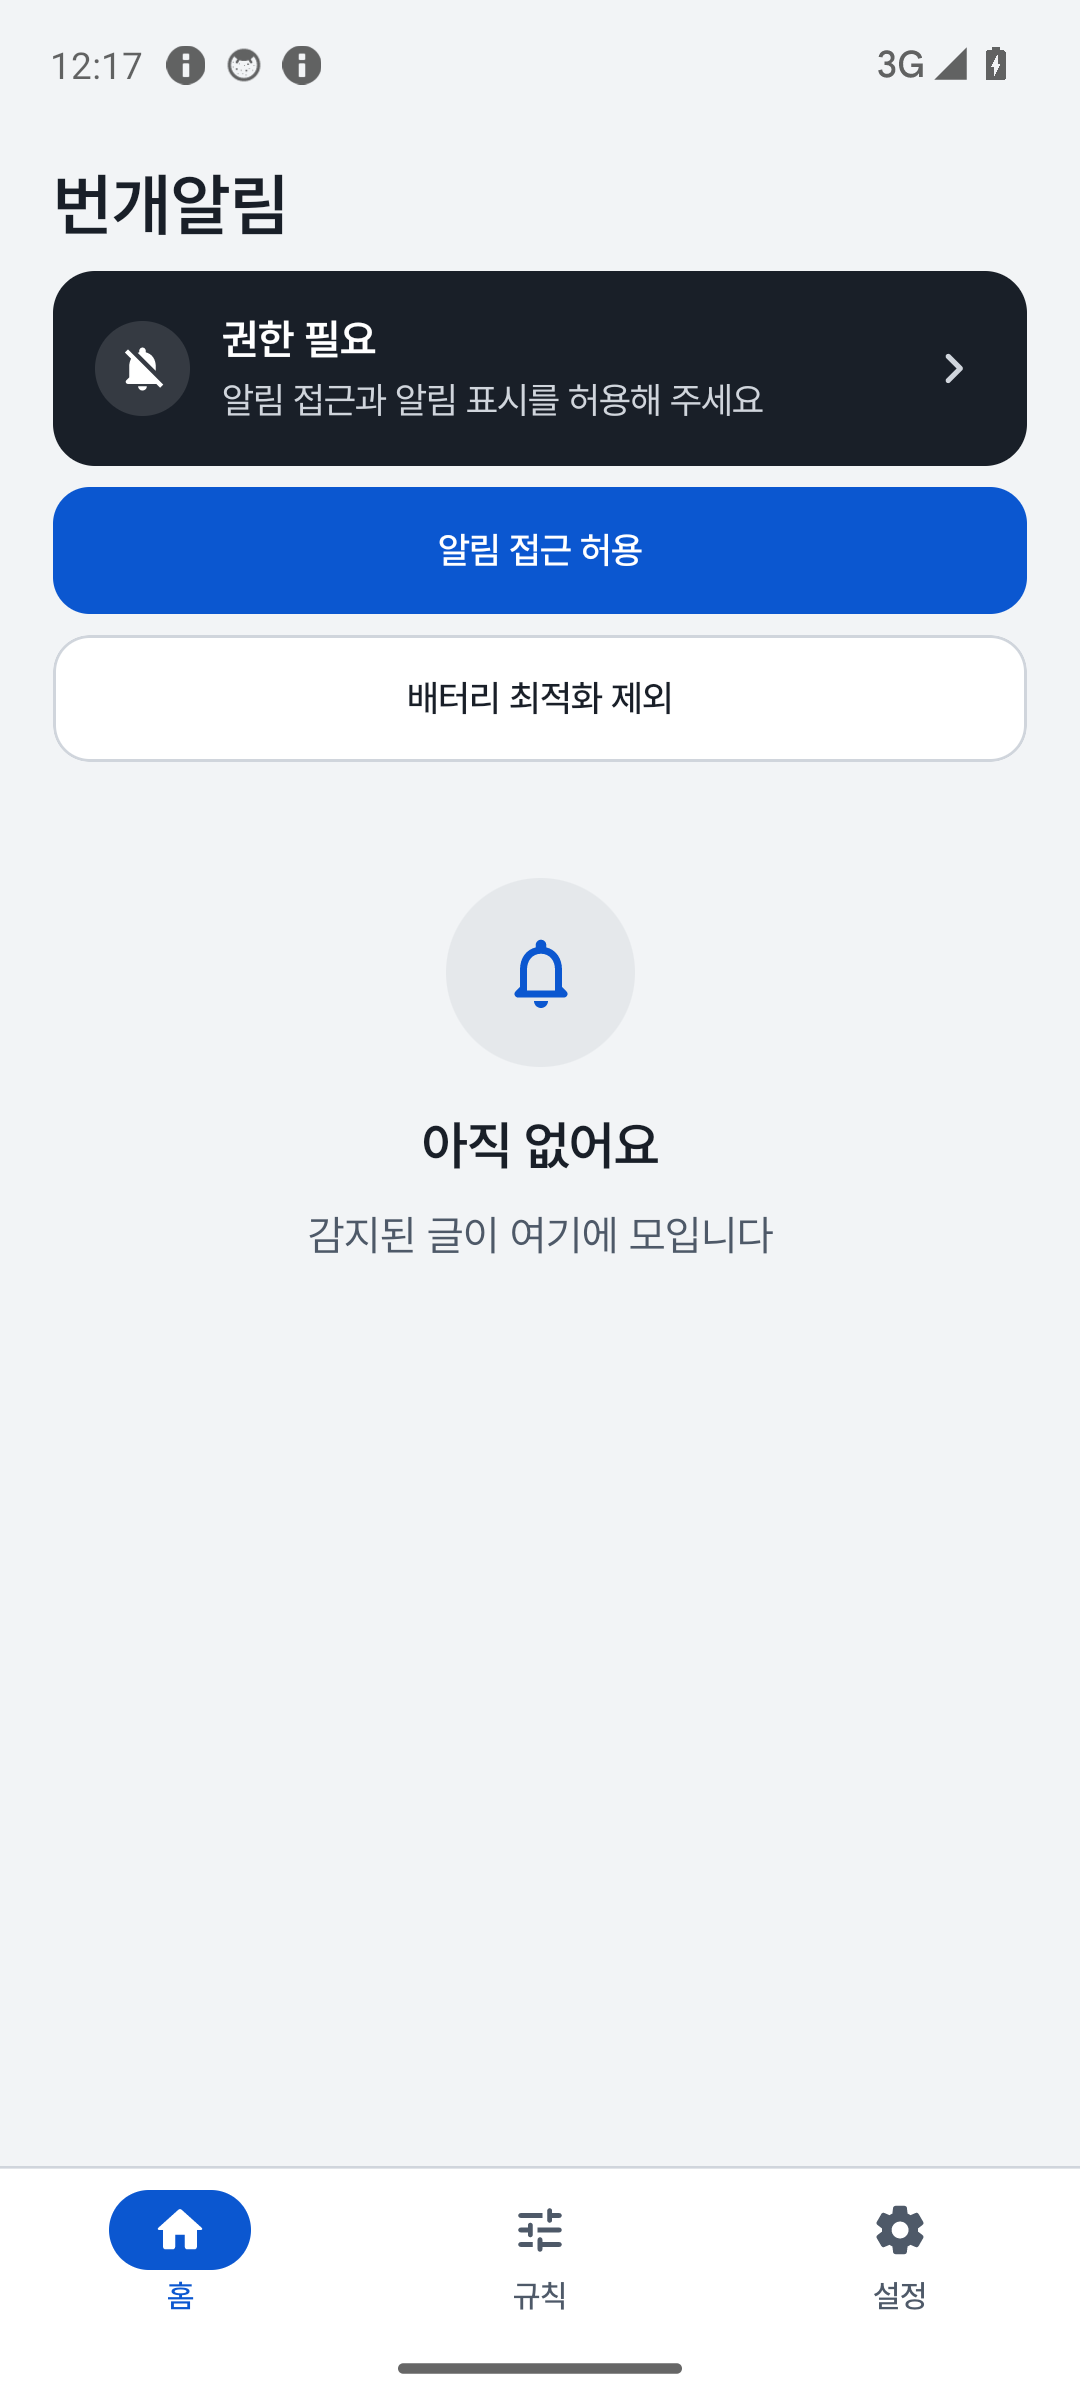 12:17
3G
번개알림
권한 필요
알림 접근과 알림 표시를 허용해 주세요
알림 접근 허용
배터리 최적화 제외
아직 없어요
감지된 글이 여기에 모입니다
홈
규칙
설정